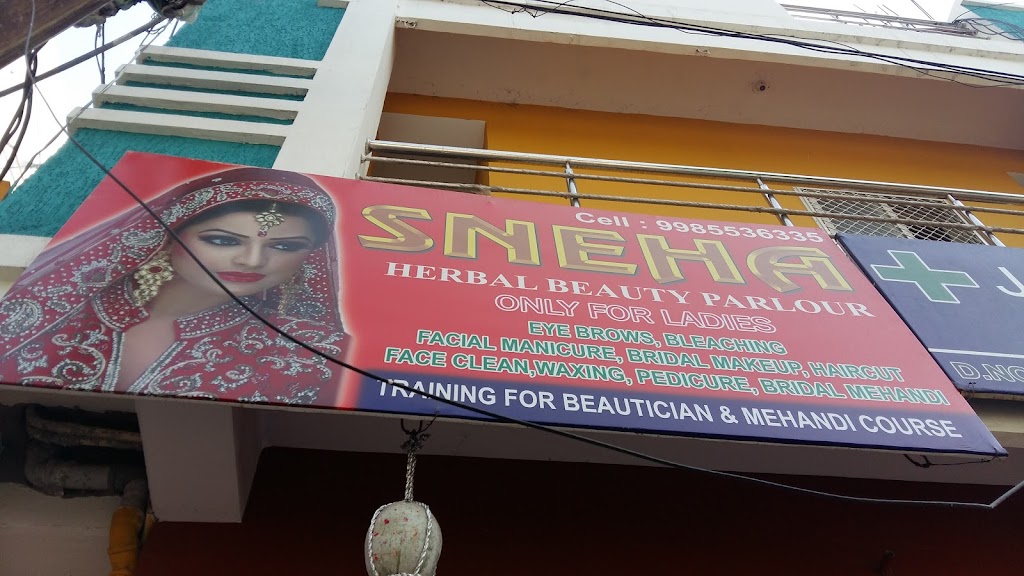 Cell : 9985536335
SNEHA
HERBAL BEAUTY PARLOUR
ONLY FOR LADIES
EYE BROWS, BLEACHING
FACIAL MANICURE, BRIDAL MAKEUP, HAIRCUT
FACE CLEAN,WAXING, PEDICURE, BRIDAL MEHANDI
TRAINING FOR BEAUTICIAN & MEHANDI COURSE
J
D.NO